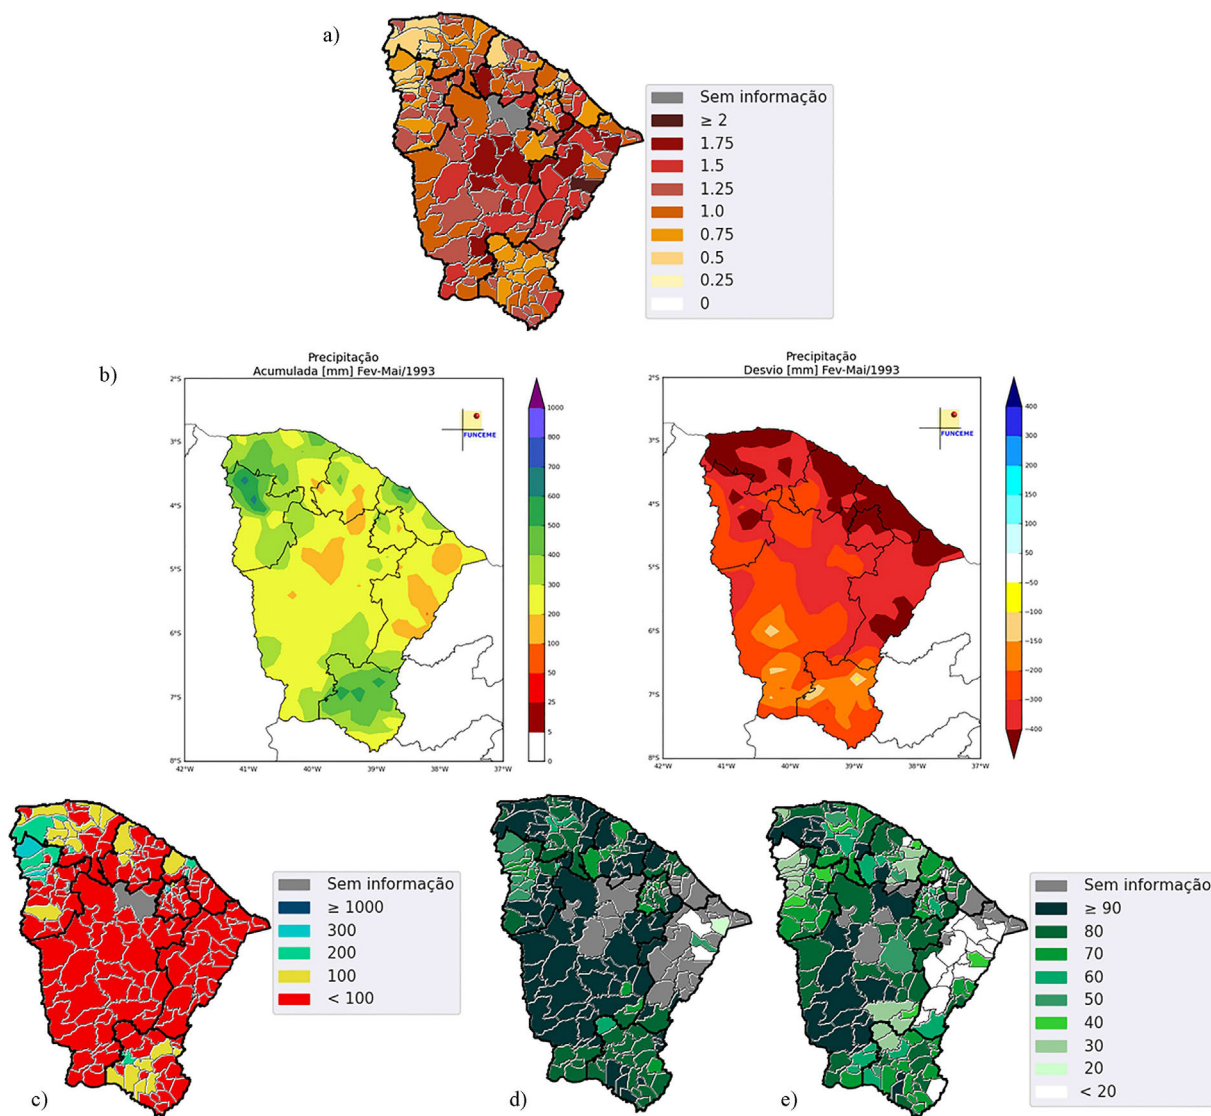 a)
Sem informação
≥ 2
1.75
1.5
1.25
1.0
0.75
0.5
0.25
0
b)
Precipitação
Acumulada [mm] Fev-Mai/1993
2°S
3°S
4°S
5°S
6°S
7°S
8°S
42°W
41°W
40°W
39°W
38°W
37°W
FUNCEME
1000
800
700
600
500
400
300
200
100
50
25
5
0
Precipitação
Desvio [mm] Fev-Mai/1993
2°S
3°S
4°S
5°S
6°S
7°S
8°S
42°W
41°W
40°W
39°W
38°W
37°W
FUNCEME
400
300
200
150
100
50
−50
−100
−150
−200
−300
−400
c)
Sem informação
≥ 1000
300
200
100
< 100
d)
e)
Sem informação
≥ 90
80
70
60
50
40
30
20
< 20